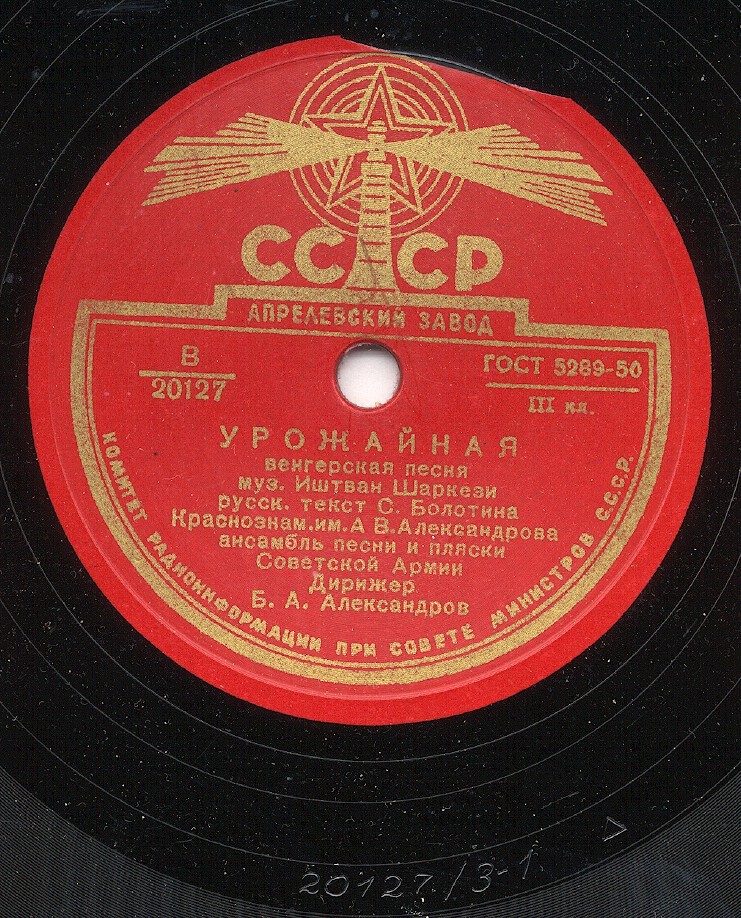 СССР
АПРЕЛЕВСКИЙ ЗАВОД
В
20127
ГОСТ 5289-50
III кл.
УРОЖАЙНАЯ
венгерская песня
муз. Иштван Шаркези
русск. текст С. Болотина
Краснознам.им.А В.Александрова
ансамбль песни и пляски
Советской Армии
Дирижер
Б. А. Александров
КОМИТЕТ РАДИОИНФОРМАЦИИ ПРИ СОВЕТЕ МИНИСТРОВ С.С.С.Р.
20127/3-1